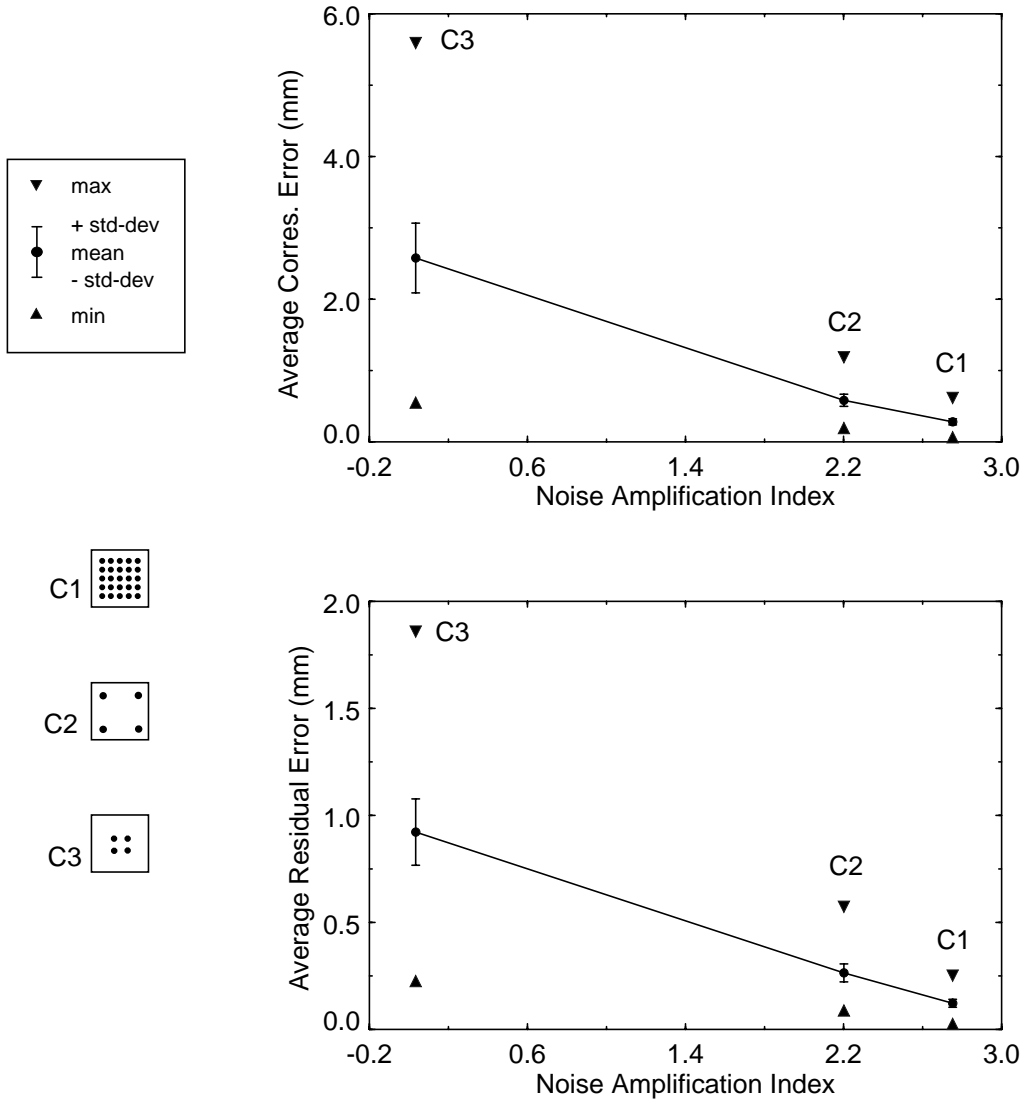 max
+ std-dev
mean
- std-dev
min
C1
C2
C3
Average Corres. Error (mm)
6.0
4.0
2.0
0.0
C3
C2
C1
-0.2 0.6 1.4 2.2 3.0
Noise Amplification Index
Average Residual Error (mm)
2.0
1.5
1.0
0.5
0.0
C3
C2
C1
-0.2 0.6 1.4 2.2 3.0
Noise Amplification Index